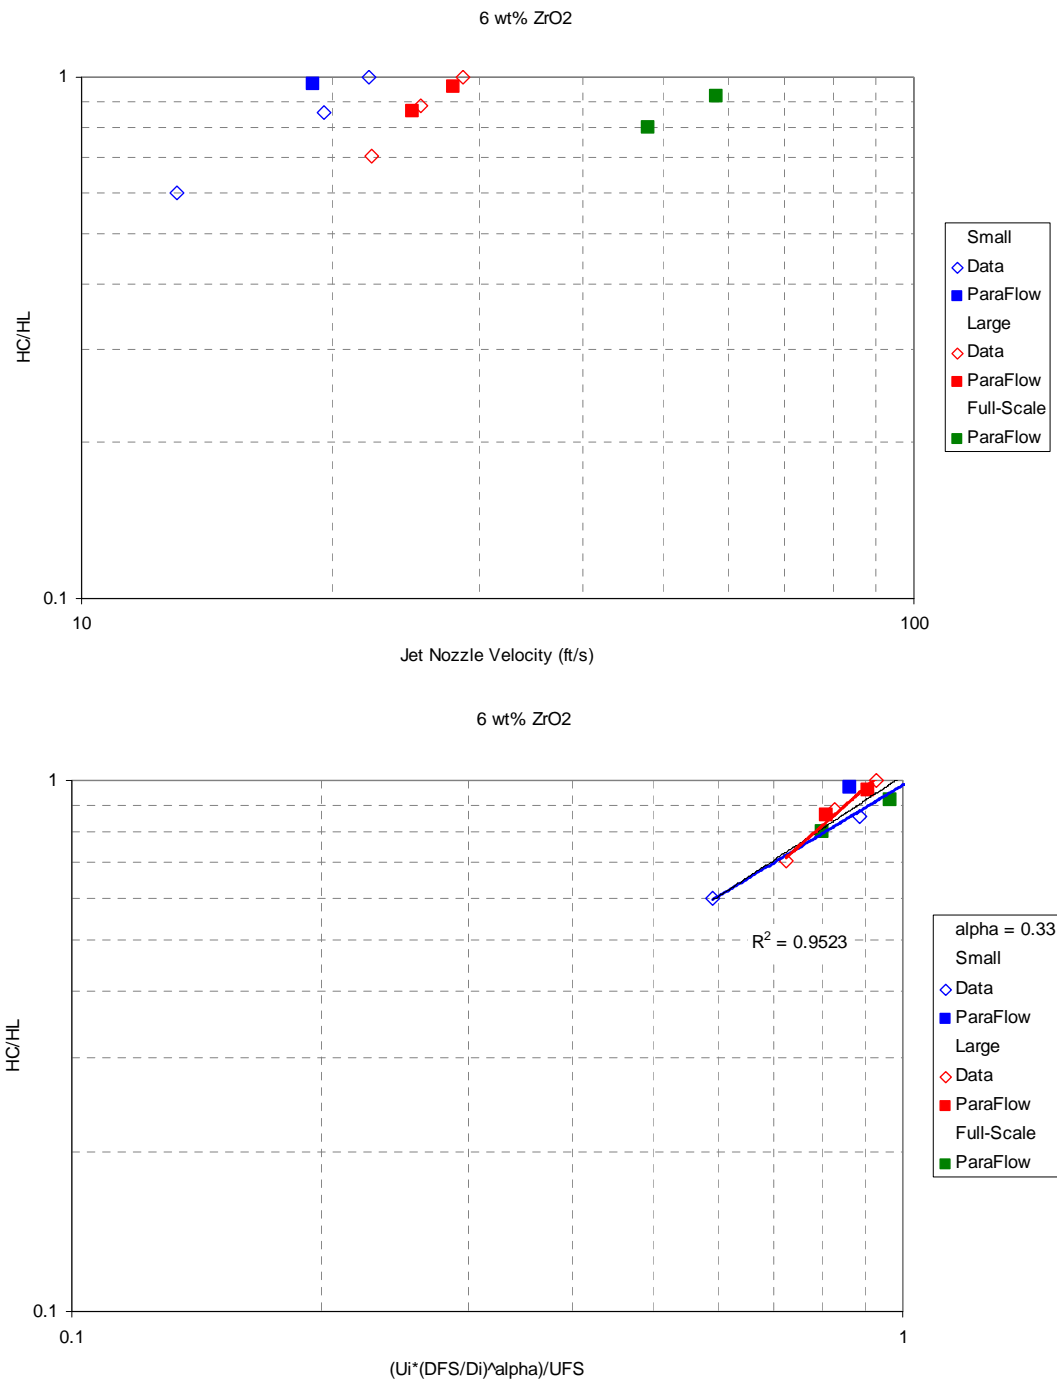 6 wt% ZrO2
1
0.1
10
100
HC/HL
Jet Nozzle Velocity (ft/s)
Small
Data
ParaFlow
Large
Data
ParaFlow
Full-Scale
ParaFlow
6 wt% ZrO2
1
0.1
0.1
1
HC/HL
R² = 0.9523
(Ui*(DFS/Di)^alpha)/UFS
alpha = 0.33
Small
Data
ParaFlow
Large
Data
ParaFlow
Full-Scale
ParaFlow